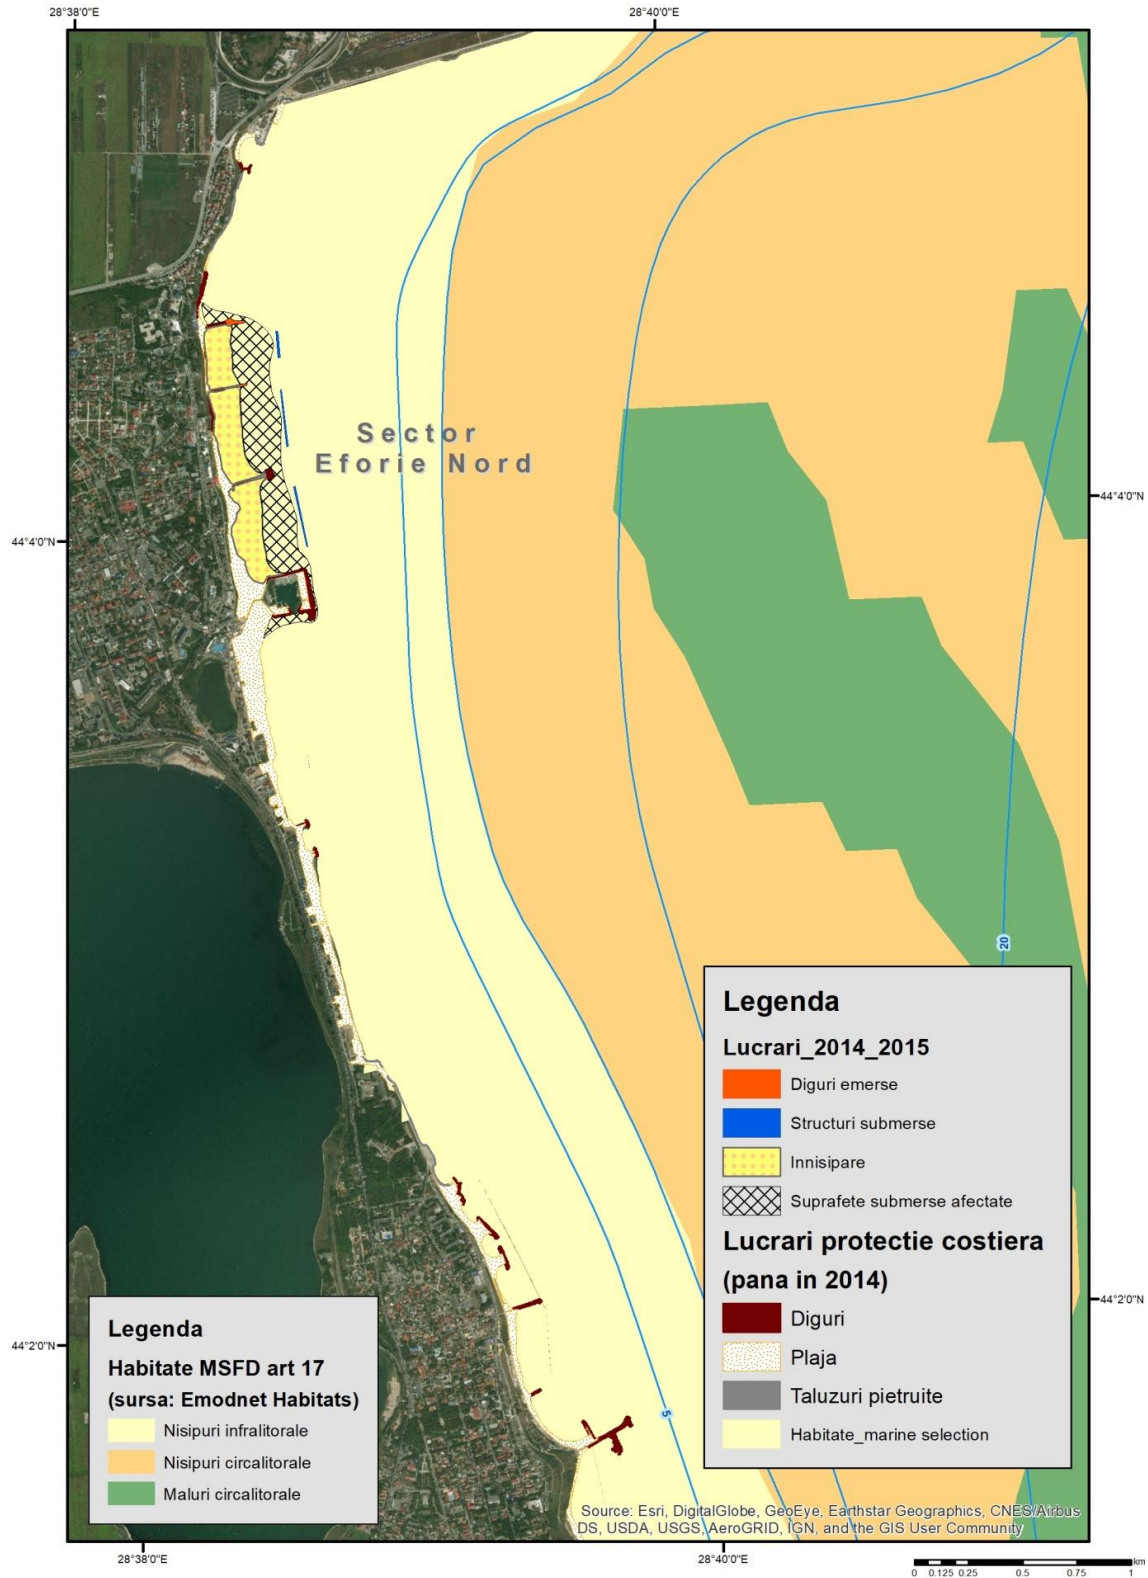 28°38'0"E
28°40'0"E
Sector
Eforie Nord
44°4'0"N
44°4'0"N
20
Legenda
Lucrari_2014_2015
Diguri emerse
Structuri submerse
Innisipare
Suprafete submerse afectate
Lucrari protectie costiera
(pana in 2014)
Diguri
Plaja
Taluzuri pietruite
Habitate_marine selection
44°2'0"N
44°2'0"N
Legenda
Habitate MSFD art 17
(sursa: Emodnet Habitats)
Nisipuri infralitorale
Nisipuri circalitorale
Maluri circalitorale
5
Source: Esri, DigitalGlobe, GeoEye, Earthstar Geographics, CNES/Airbus
DS, USDA, USGS, AeroGRID, IGN, and the GIS User Community
28°38'0"E
28°40'0"E
km
0 0.125 0.25 0.5 0.75 1